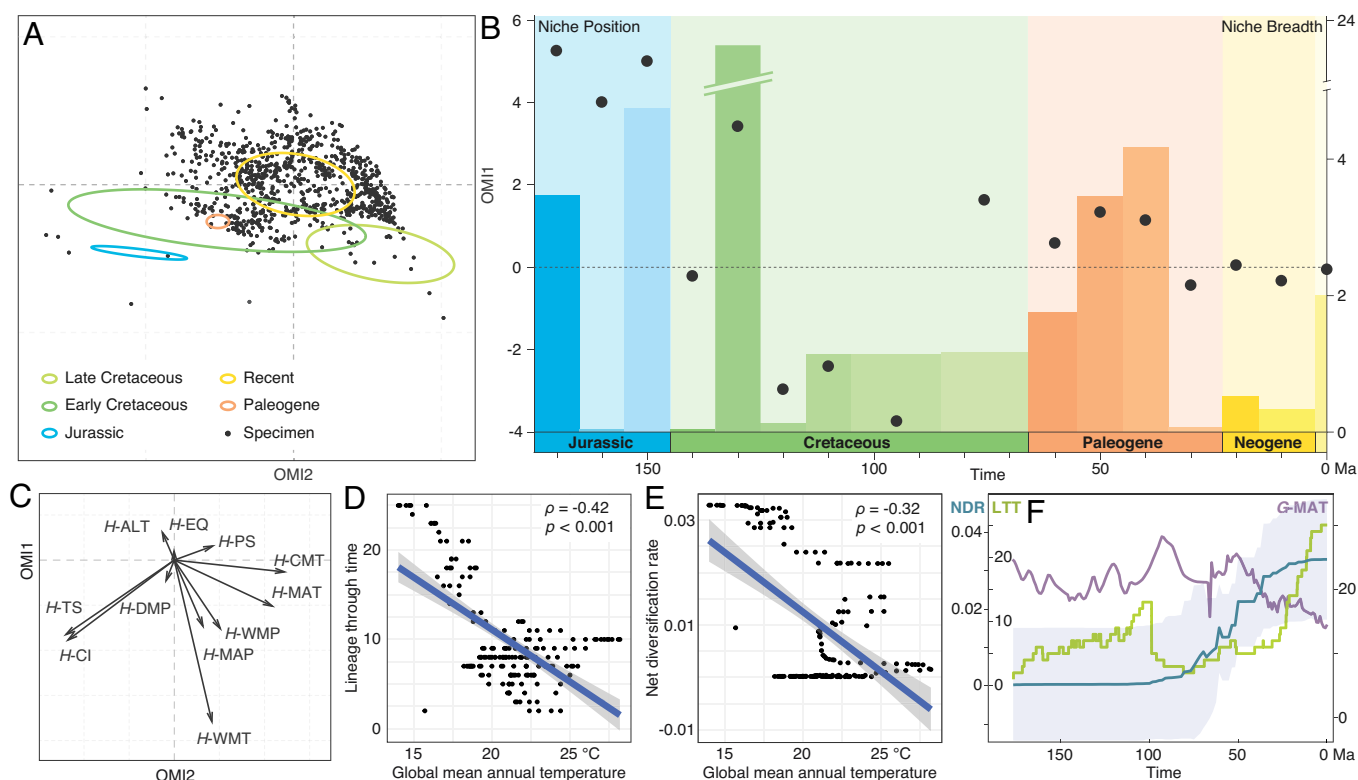 A
OMI2
Late Cretaceous
Early Cretaceous
Jurassic
Recent
Paleogene
Specimen
B
Niche Position
Niche Breadth
OMI1
6
4
2
0
-2
-4
24
4
2
0
Jurassic
Cretaceous
Paleogene
Neogene
150
100
50
0 Ma
Time
C
OMI1
OMI2
H-ALT
H-EQ
H-PS
H-CMT
H-MAT
H-TS
H-DMP
H-WMP
H-CI
H-MAP
H-WMT
D
ρ = -0.42
p < 0.001
Lineage through time
20
10
0
15
20
25 °C
Global mean annual temperature
E
ρ = -0.32
p < 0.001
Net diversification rate
0.03
0.01
-0.01
15
20
25 °C
Global mean annual temperature
NDR
LTT
F
G-MAT
0.04
0.02
0
20
10
0
20
0
150
100
50
0 Ma
Time